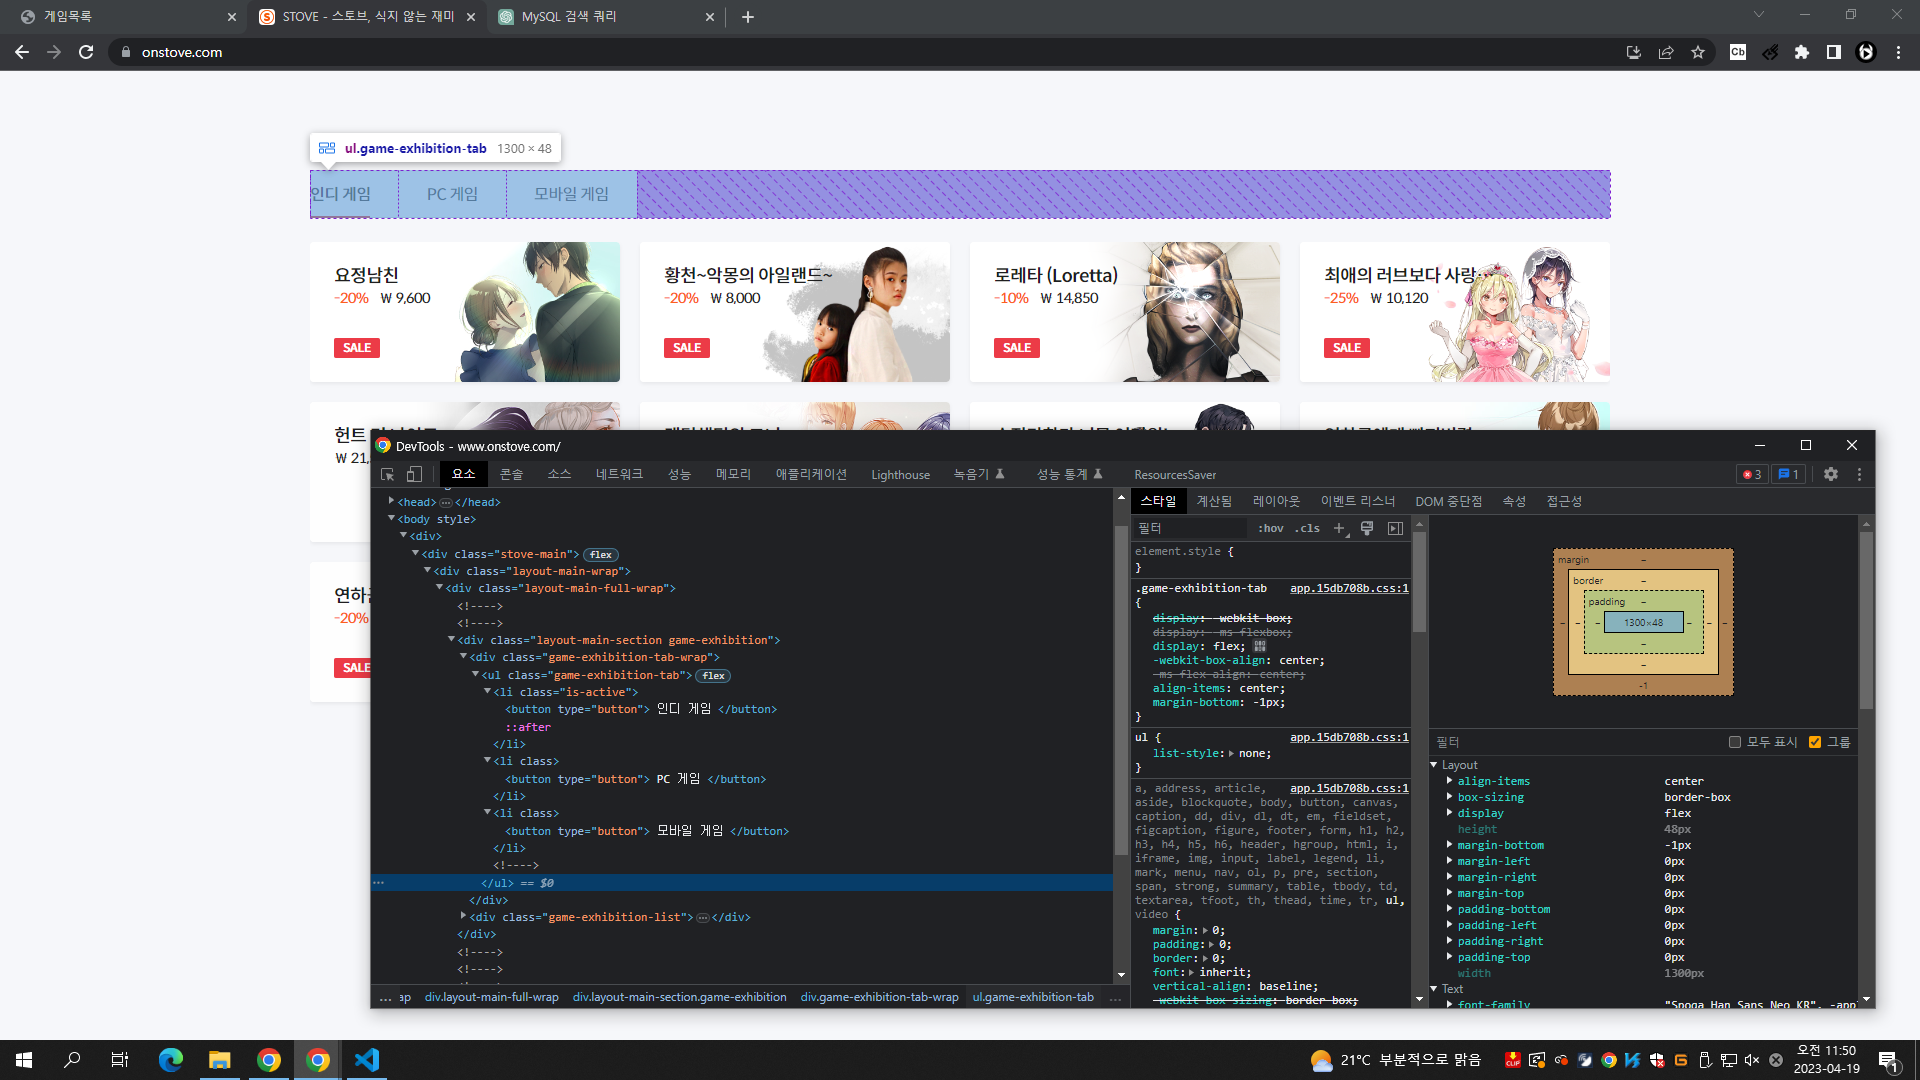 게임목록
STOVE - 스토브, 식지 않는 재미
MySQL 검색 쿼리
onstove.com
ul.game-exhibition-tab 1300 × 48
인디 게임
PC 게임
모바일 게임
요정남친
-20% ₩ 9,600
SALE
황천~악몽의 아일랜드~
-20% ₩ 8,000
SALE
로레타 (Loretta)
-10% ₩ 14,850
SALE
최애의 러브보다 사랑
-25% ₩ 10,120
SALE
헌트
₩ 21,
연하
-20%
SALE
DevTools - www.onstove.com/
요소 콘솔 소스 네트워크 성능 메모리 애플리케이션 Lighthouse 녹음기 성능 통계 ResourcesSaver
3 1
<head> … </head>
<body style>
<div>
<div class="stove-main"> flex
<div class="layout-main-wrap">
<div class="layout-main-full-wrap">
<!---->
<!---->
<div class="layout-main-section game-exhibition">
<div class="game-exhibition-tab-wrap">
<ul class="game-exhibition-tab"> flex
<li class="is-active">
<button type="button"> 인디 게임 </button>
::after
</li>
<li class>
<button type="button"> PC 게임 </button>
</li>
<li class>
<button type="button"> 모바일 게임 </button>
</li>
<!---->
</ul> == $0
</div>
<div class="game-exhibition-list"> … </div>
</div>
<!---->
<!---->
… ap div.layout-main-full-wrap div.layout-main-section.game-exhibition div.game-exhibition-tab-wrap ul.game-exhibition-tab …
스타일 계산됨 레이아웃 이벤트 리스너 DOM 중단점 속성 접근성
필터 :hov .cls +
element.style {
}
.game-exhibition-tab app.15db708b.css:1
{
display: -webkit-box;
display: -ms-flexbox;
display: flex;
-webkit-box-align: center;
-ms-flex-align: center;
align-items: center;
margin-bottom: -1px;
}
ul { app.15db708b.css:1
list-style: none;
}
a, address, article, app.15db708b.css:1
aside, blockquote, body, button, canvas,
caption, dd, div, dl, dt, em, fieldset,
figcaption, figure, footer, form, h1, h2,
h3, h4, h5, h6, header, hgroup, html, i,
iframe, img, input, label, legend, li,
mark, menu, nav, ol, p, pre, section,
span, strong, summary, table, tbody, td,
textarea, tfoot, th, thead, time, tr, ul,
video {
margin: 0;
padding: 0;
border: 0;
font: inherit;
vertical-align: baseline;
-webkit-box-sizing: border-box;
margin –
border –
padding –
– – – 1300×48 – – –
–
–
-1
필터 모두 표시 그룹
Layout
align-items center
box-sizing border-box
display flex
height 48px
margin-bottom -1px
margin-left 0px
margin-right 0px
margin-top 0px
padding-bottom 0px
padding-left 0px
padding-right 0px
padding-top 0px
width 1300px
Text
font-family "Spoqa Han Sans Neo KR", -appl
21°C 부분적으로 맑음
오전 11:50
2023-04-19
1